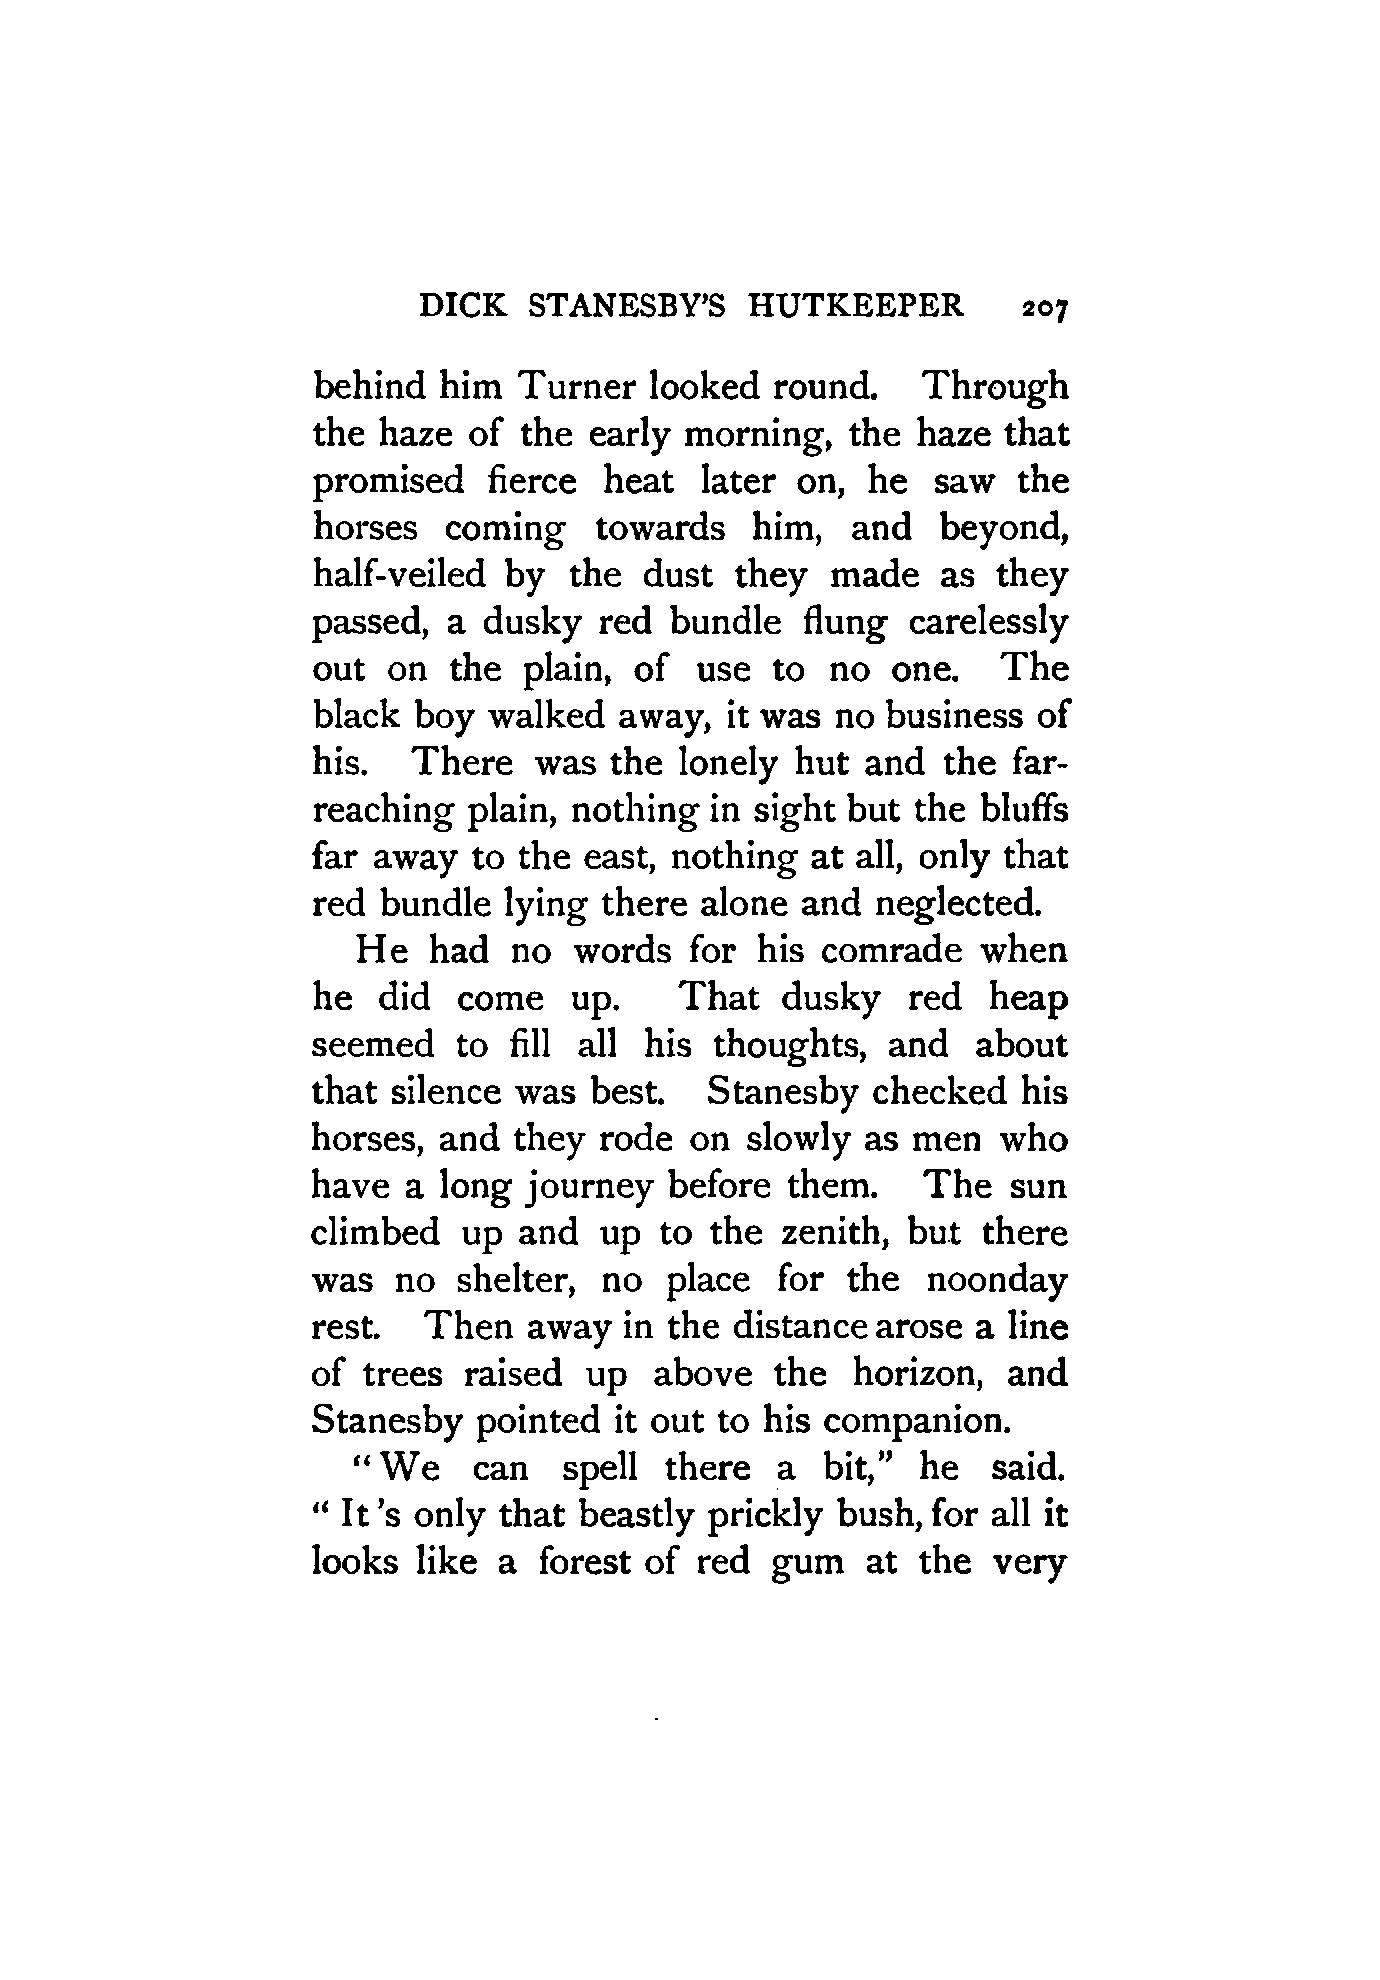 DICK STANESBY'S HUTKEEPER 207
behind him Turner looked round. Through
the haze of the early morning, the haze that
promised fierce heat later on, he saw the
horses coming towards him, and beyond,
half-veiled by the dust they made as they
passed, a dusky red bundle flung carelessly
out on the plain, of use to no one. The
black boy walked away, it was no business of
his. There was the lonely hut and the far-
reaching plain, nothing in sight but the bluffs
far away to the east, nothing at all, only that
red bundle lying there alone and neglected.
He had no words for his comrade when
he did come up. That dusky red heap
seemed to fill all his thoughts, and about
that silence was best. Stanesby checked his
horses, and they rode on slowly as men who
have a long journey before them. The sun
climbed up and up to the zenith, but there
was no shelter, no place for the noonday
rest. Then away in the distance arose a line
of trees raised up above the horizon, and
Stanesby pointed it out to his companion.
“ We can spell there a bit,” he said.
“ It 's only that beastly prickly bush, for all it
looks like a forest of red gum at the very